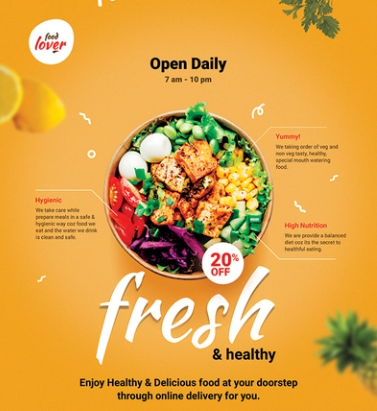 food
lover
Open Daily
7 am - 10 pm
Yummy!
We taking order of veg and
non veg tasty, healthy,
special mouth watering
food.
Hygienic
We take care while
prepare meals in a safe &
hygienic way coz food we
eat and the water we drink
is clean and safe.
High Nutrition
We are provide a balanced
diet coz its the secret to
healthful eating.
20%
OFF
fresh
& healthy
Enjoy Healthy & Delicious food at your doorstep
through online delivery for you.